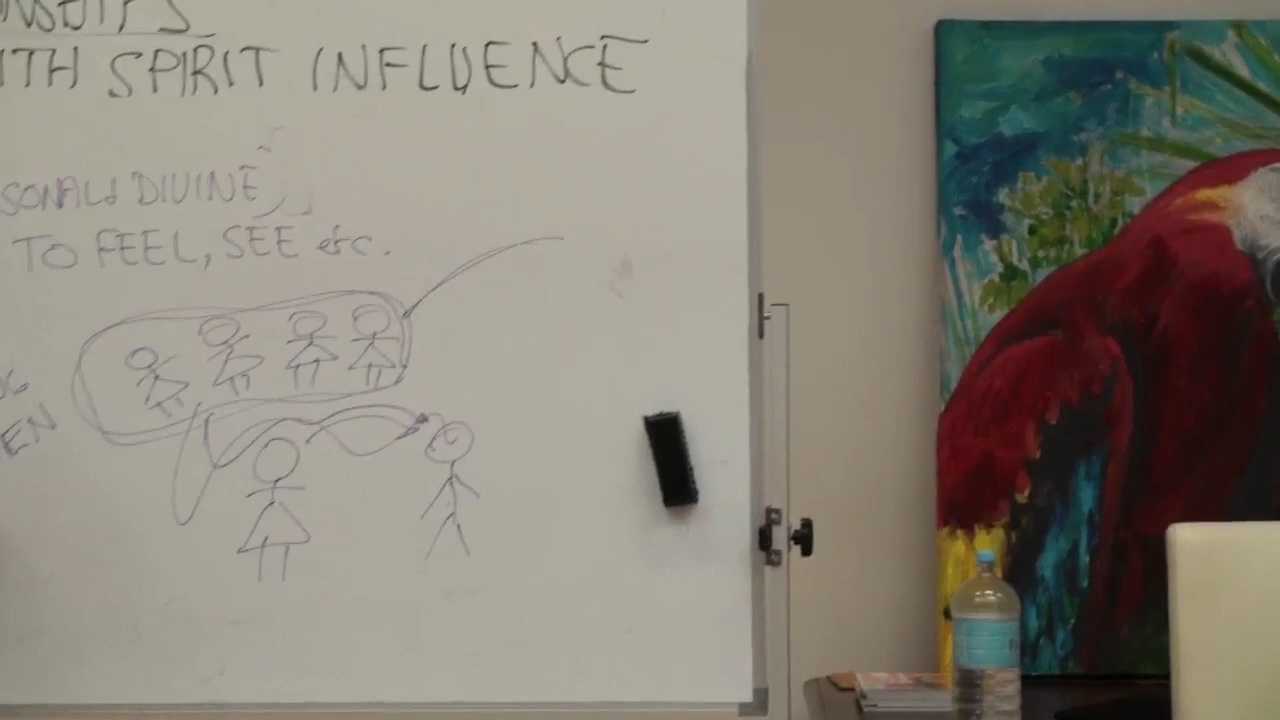 ITH SPIRIT INFLUENCE
SONAL & DIVINE
TO FEEL, SEE etc.
EN